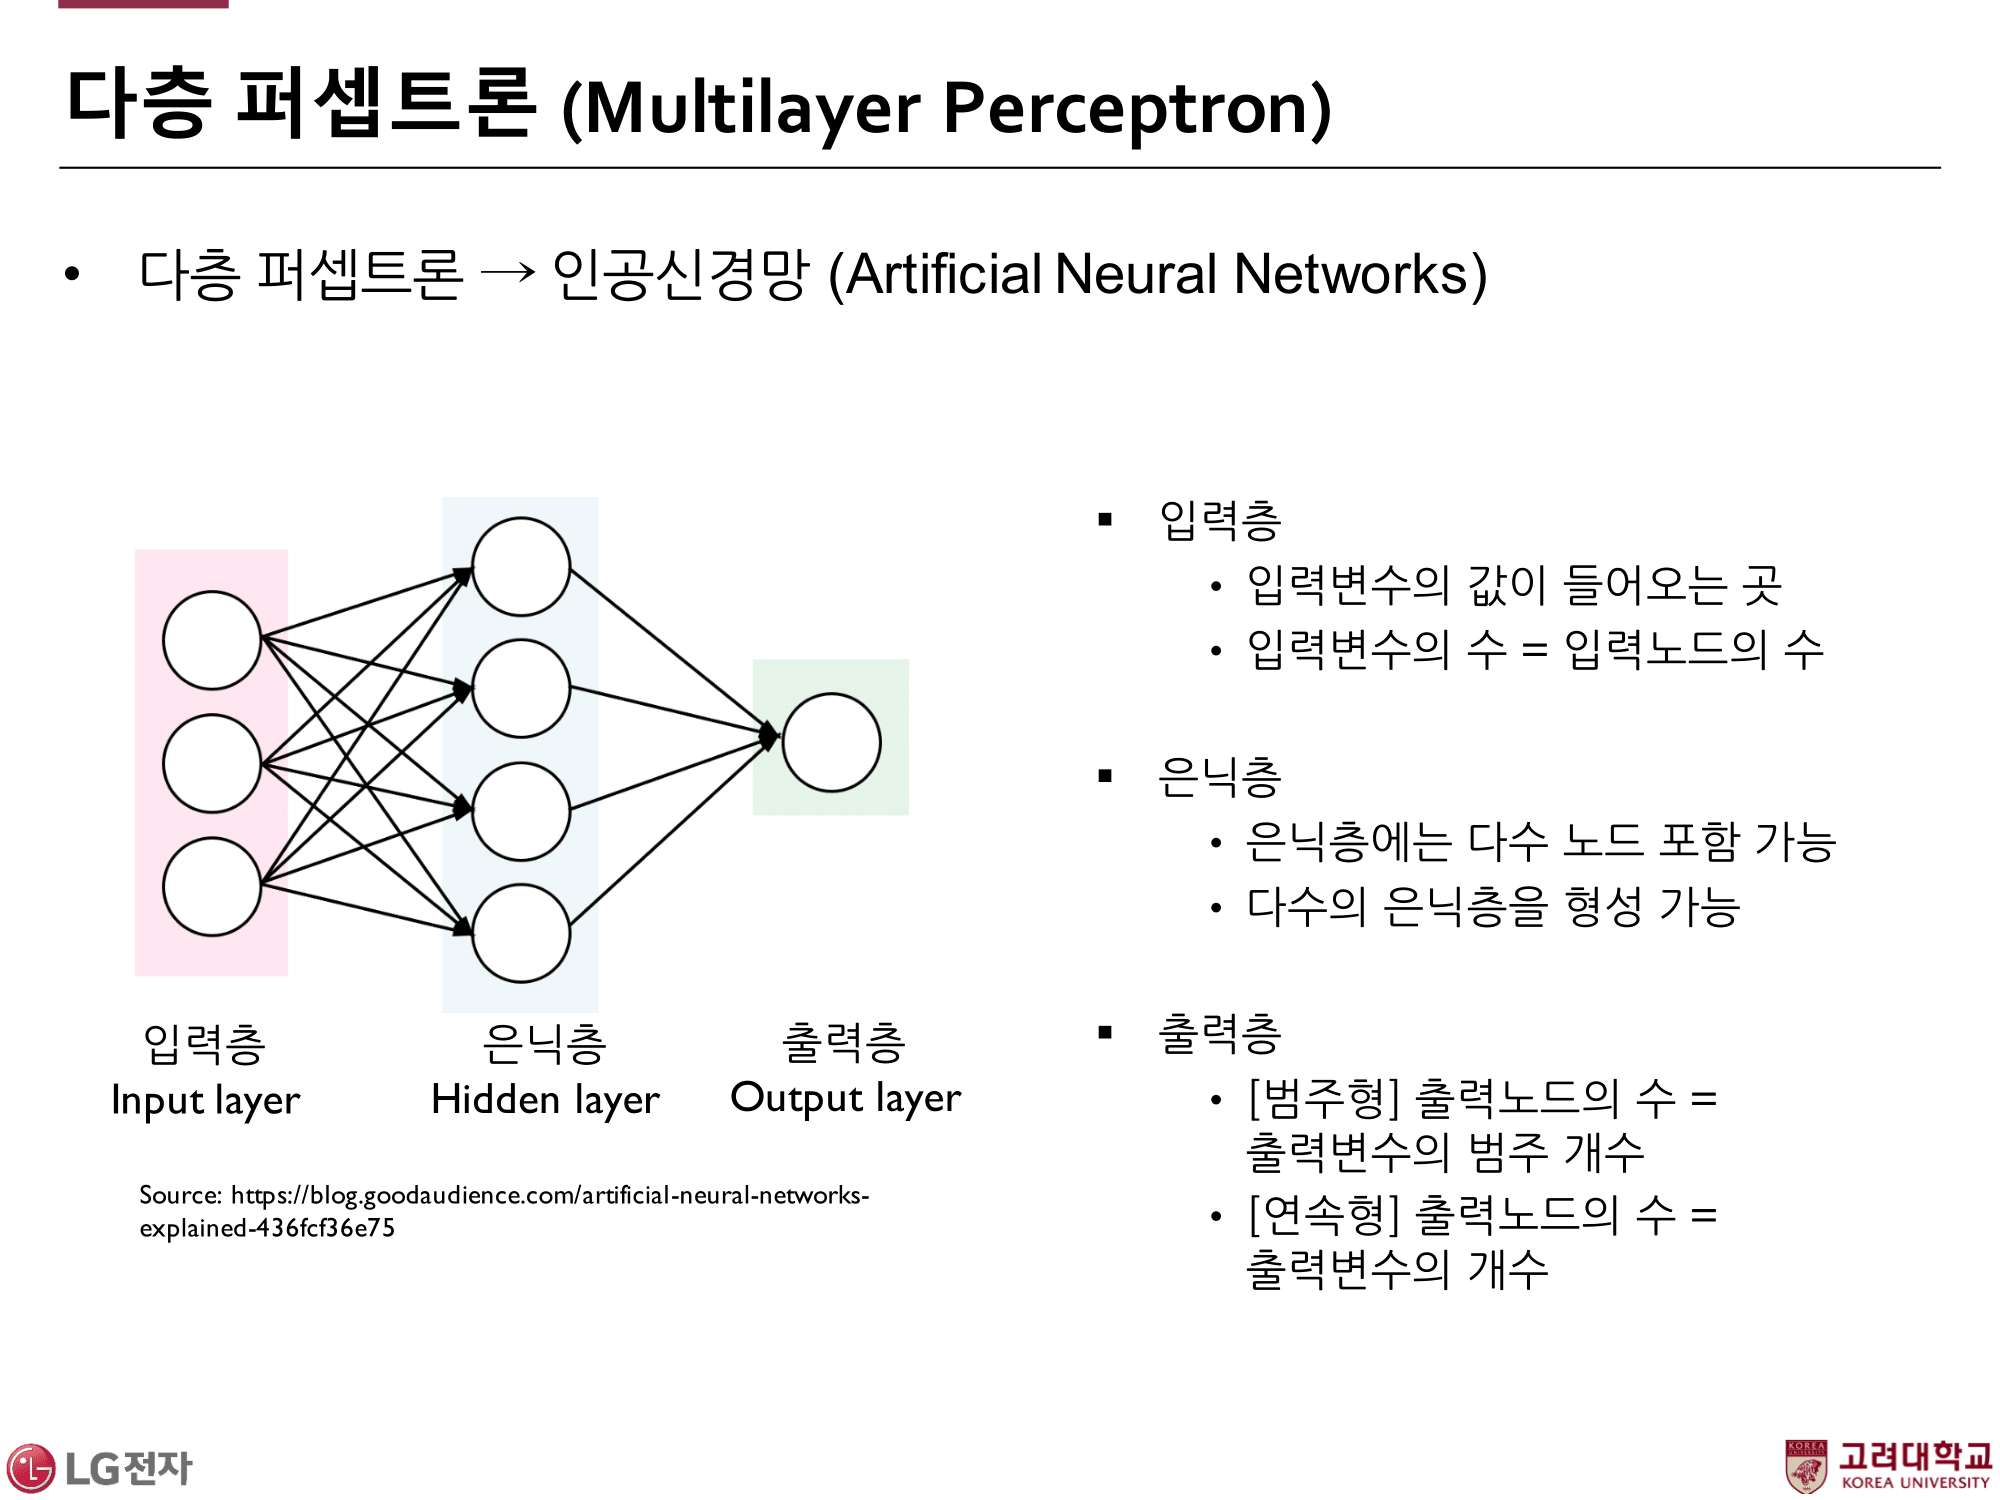 다층 퍼셉트론 (Multilayer Perceptron)
• 다층 퍼셉트론 → 인공신경망 (Artificial Neural Networks)
입력층
Input layer
은닉층
Hidden layer
출력층
Output layer
Source: https://blog.goodaudience.com/artificial-neural-networks-
explained-436fcf36e75
▪ 입력층
• 입력변수의 값이 들어오는 곳
• 입력변수의 수 = 입력노드의 수
▪ 은닉층
• 은닉층에는 다수 노드 포함 가능
• 다수의 은닉층을 형성 가능
▪ 출력층
• [범주형] 출력노드의 수 =
출력변수의 범주 개수
• [연속형] 출력노드의 수 =
출력변수의 개수
LG전자
KOREA
고려대학교
KOREA UNIVERSITY